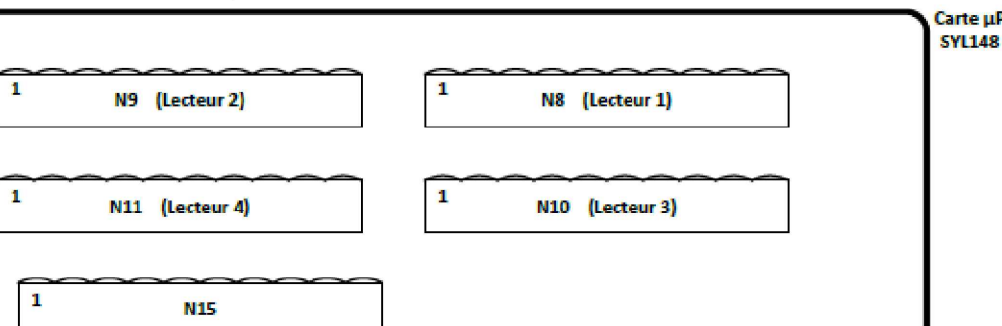 Carte µP
SYL148
1 N9 (Lecteur 2)
1 N8 (Lecteur 1)
1 N11 (Lecteur 4)
1 N10 (Lecteur 3)
1 N15